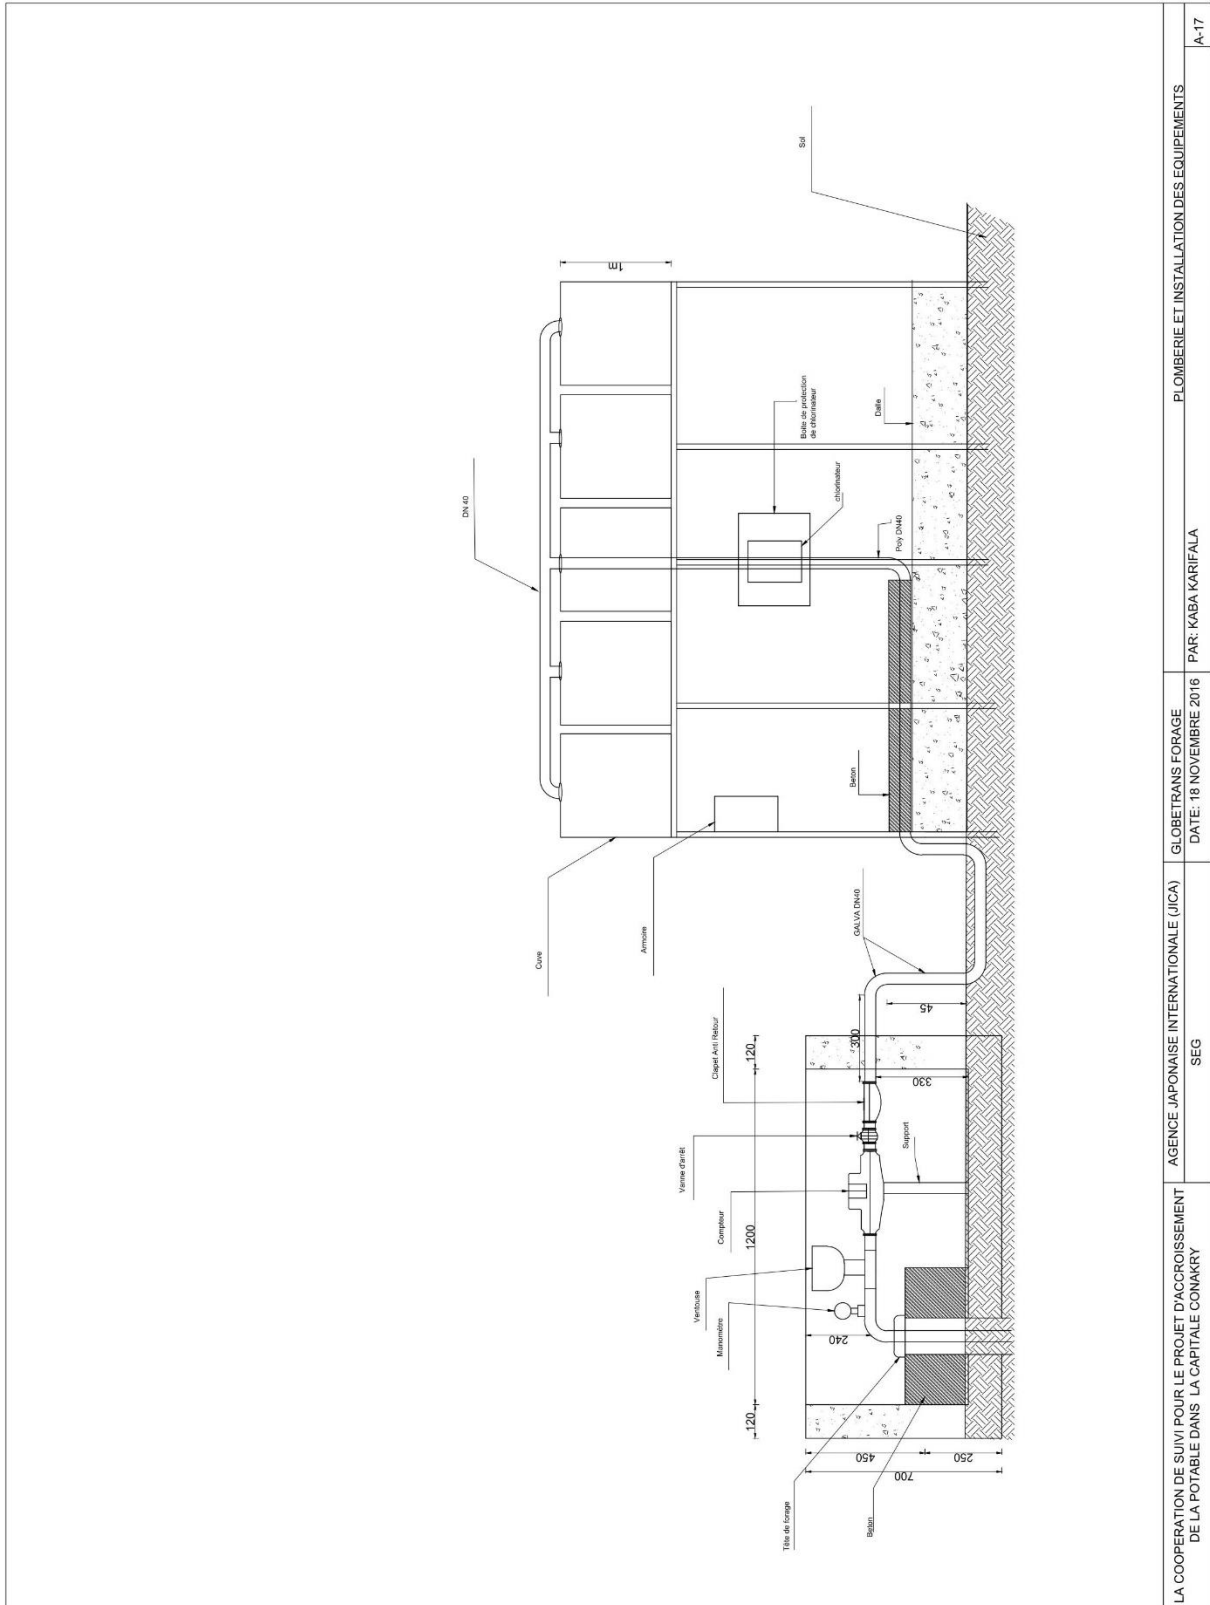 DN 40
Cuve
Armoire
Boite de protection
de chlorinateur
chlorinateur
Poly DN40
Dalle
Sol
1m
Beton
GALVA DN40
Clapet Anti Retour
Vanne d'arrêt
Compteur
Ventouse
Manomètre
Support
Tête de forage
Beton
120
1200
120
300
45
330
240
450
250
700
LA COOPERATION DE SUIVI POUR LE PROJET D'ACCROISSEMENT
DE LA POTABLE DANS LA CAPITALE CONAKRY
AGENCE JAPONAISE INTERNATIONALE (JICA)
SEG
GLOBETRANS FORAGE
DATE: 18 NOVEMBRE 2016
PAR: KABA KARIFALA
PLOMBERIE ET INSTALLATION DES EQUIPEMENTS
A-17